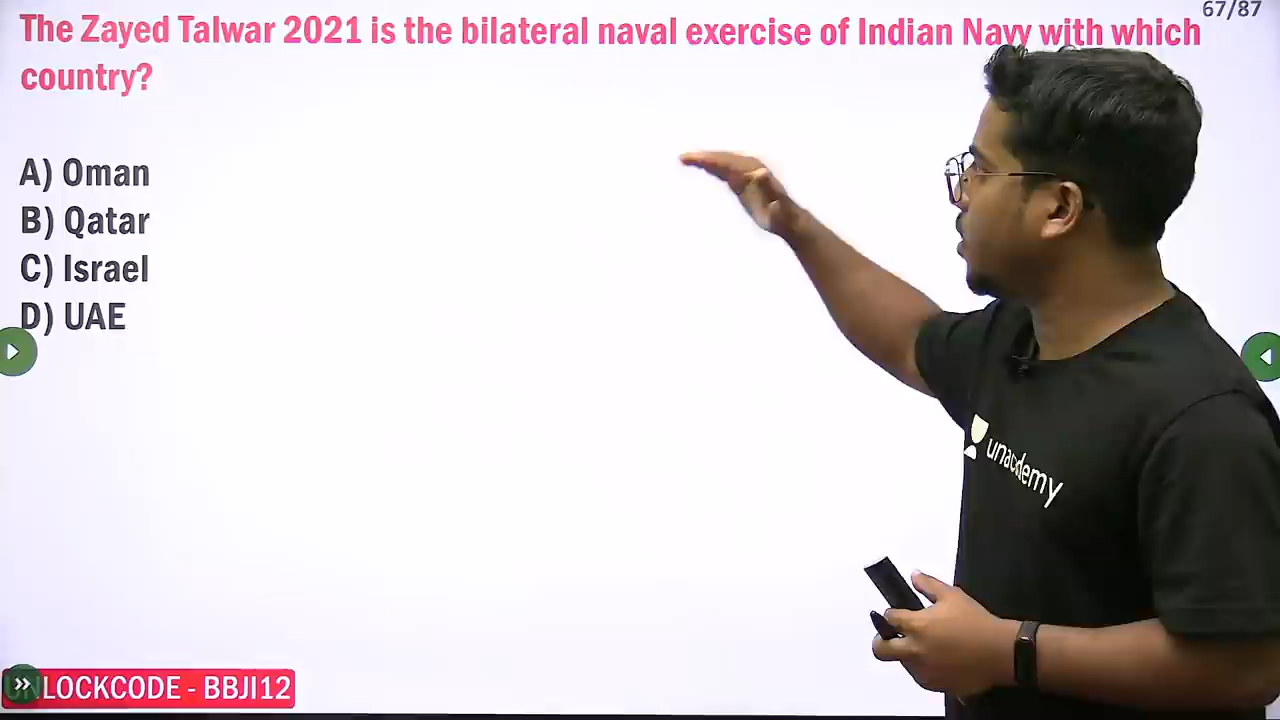 67/87
The Zayed Talwar 2021 is the bilateral naval exercise of Indian Navy with which
country?
A) Oman
B) Qatar
C) Israel
D) UAE
unacademy
UNLOCKCODE - BBJI12